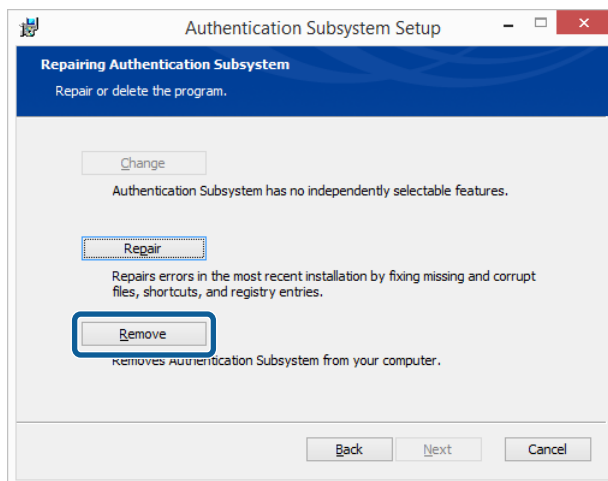 Authentication Subsystem Setup
Repairing Authentication Subsystem
Repair or delete the program.
Change
Authentication Subsystem has no independently selectable features.
Repair
Repairs errors in the most recent installation by fixing missing and corrupt
files, shortcuts, and registry entries.
Remove
Removes Authentication Subsystem from your computer.
Back Next Cancel